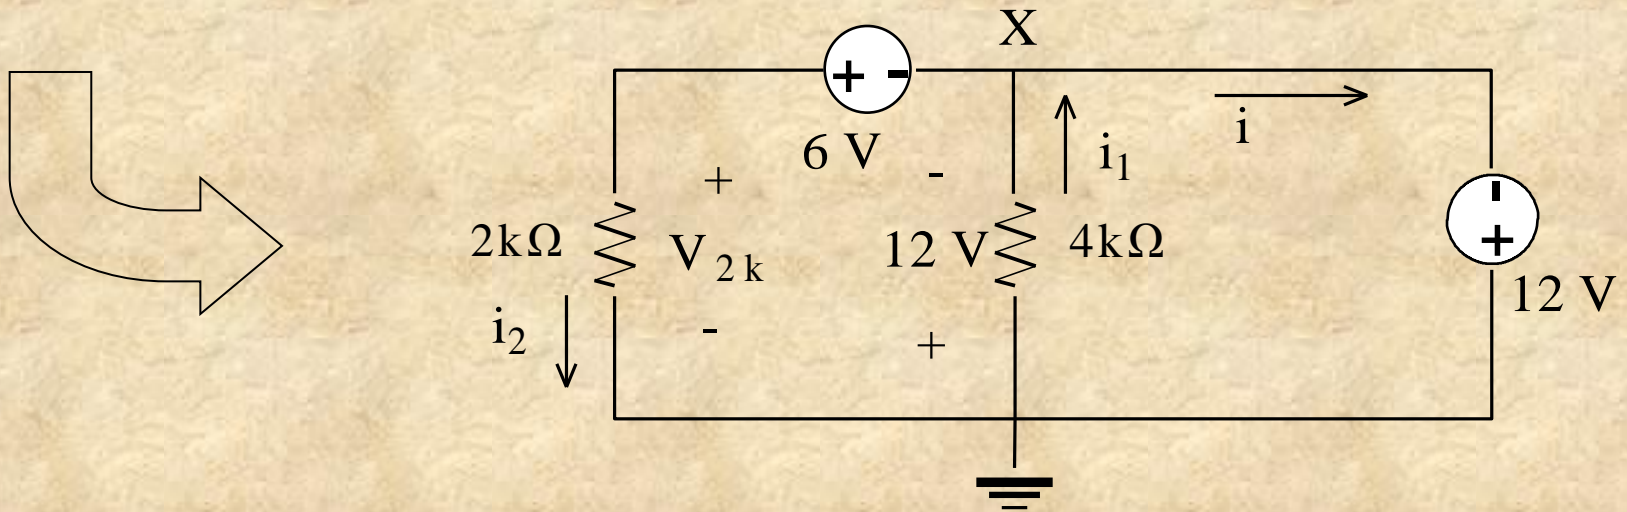 X
+ -
6 V
i
i₁
+
-
-
+
2kΩ
V₂ₖ
12 V
4kΩ
12 V
i₂
-
+